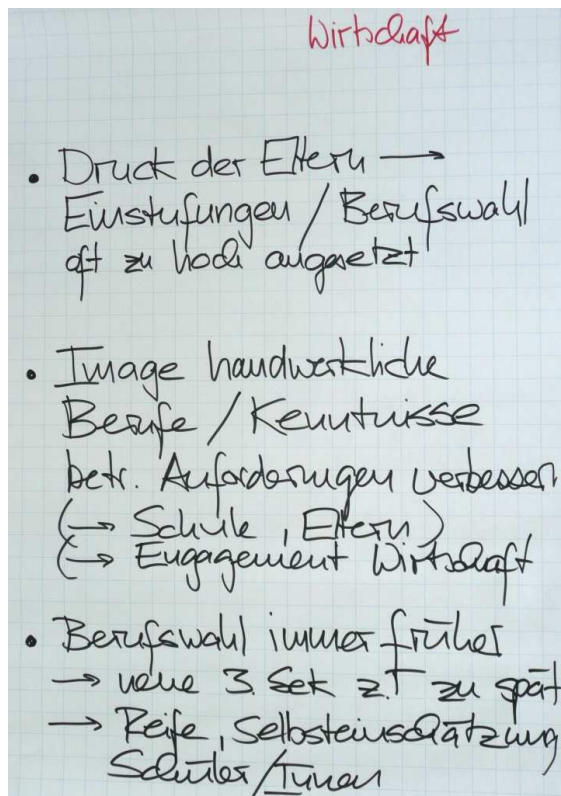 Wirtschaft
• Druck der Eltern →
Einstufungen / Berufswahl
oft zu hoch angesetzt
• Image handwerkliche
Berufe / Kenntnisse
betr. Anforderungen verbessern
(→ Schule, Eltern)
(→ Engagement Wirtschaft
• Berufswahl immer früher
→ neue 3. Sek z.T zu spät
→ Reife, Selbsteinschätzung
Schüler/Innen